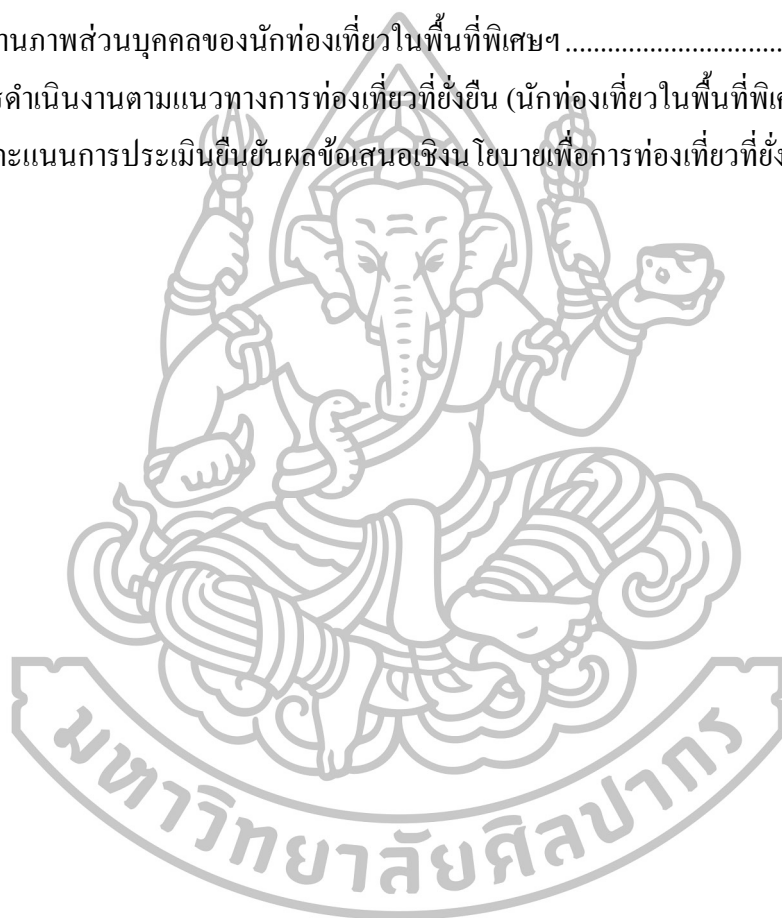 านภาพส่วนบุคคลของนักท่องเที่ยวในพื้นที่พิเศษฯ ..............................
รดำเนินงานตามแนวทางการท่องเที่ยวที่ยั่งยืน (นักท่องเที่ยวในพื้นที่พิเศ
ะแนนการประเมินยืนยันผลข้อเสนอเชิงนโยบายเพื่อการท่องเที่ยวที่ยั่ง
มหาวิทยาลัยศิลปากร